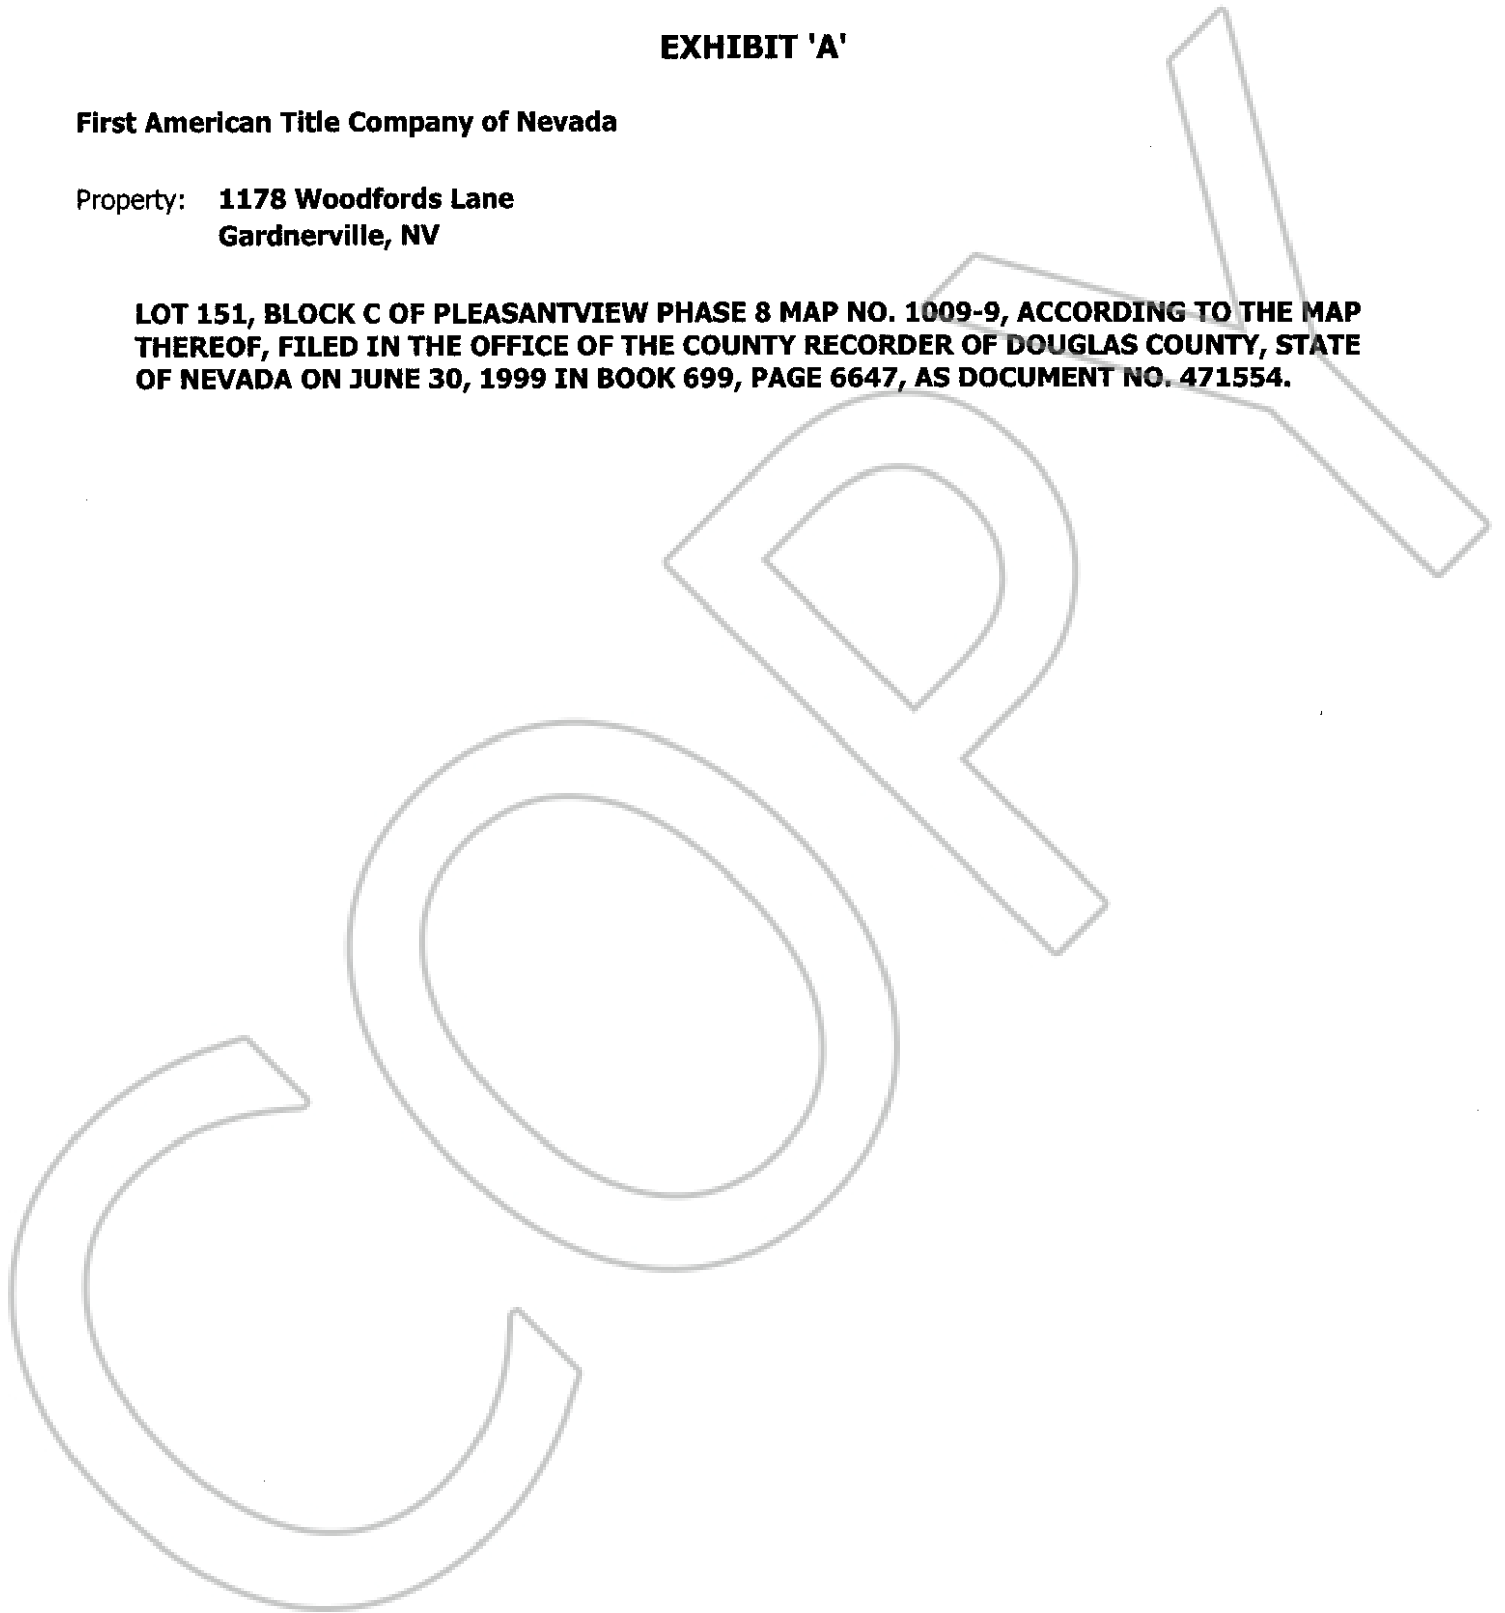 EXHIBIT 'A'
First American Title Company of Nevada
Property: 1178 Woodfords Lane
Gardnerville, NV
LOT 151, BLOCK C OF PLEASANTVIEW PHASE 8 MAP NO. 1009-9, ACCORDING TO THE MAP
THEREOF, FILED IN THE OFFICE OF THE COUNTY RECORDER OF DOUGLAS COUNTY, STATE
OF NEVADA ON JUNE 30, 1999 IN BOOK 699, PAGE 6647, AS DOCUMENT NO. 471554.
COPY